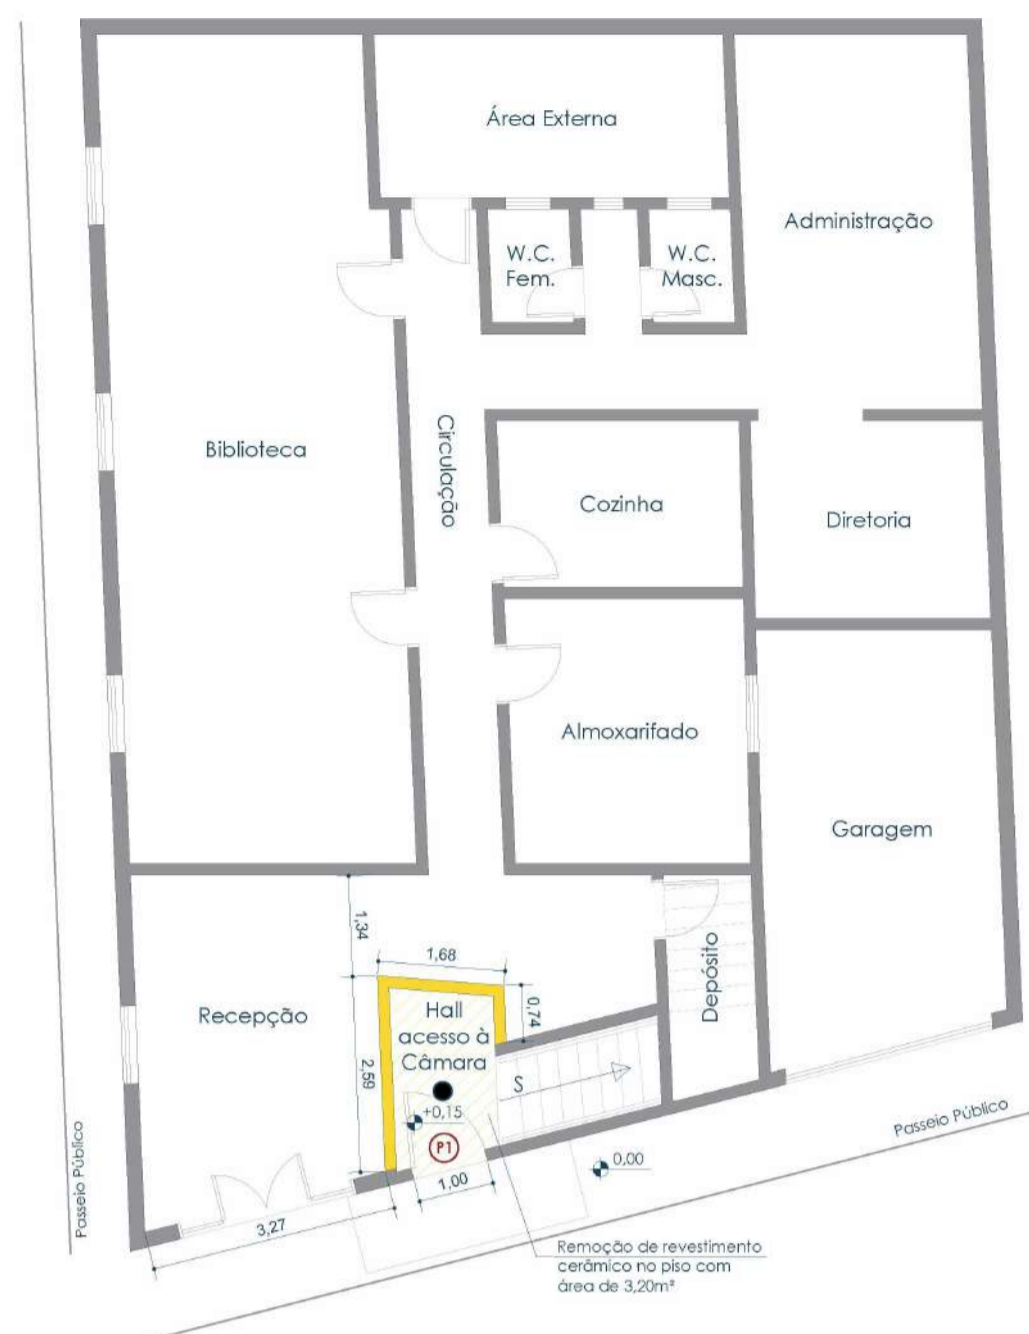 Área Externa
Administração
W.C.
Fem.
W.C.
Masc.
Biblioteca
Circulação
Cozinha
Diretoria
Almoxarifado
Garagem
1,34
1,68
0,74
Depósito
Recepção
Hall
acesso à
Câmara
2,59
S
+0,15
P1
1,00
0,00
3,27
Passeio Público
Passeio Público
Remoção de revestimento
cerâmico no piso com
área de 3,20m²